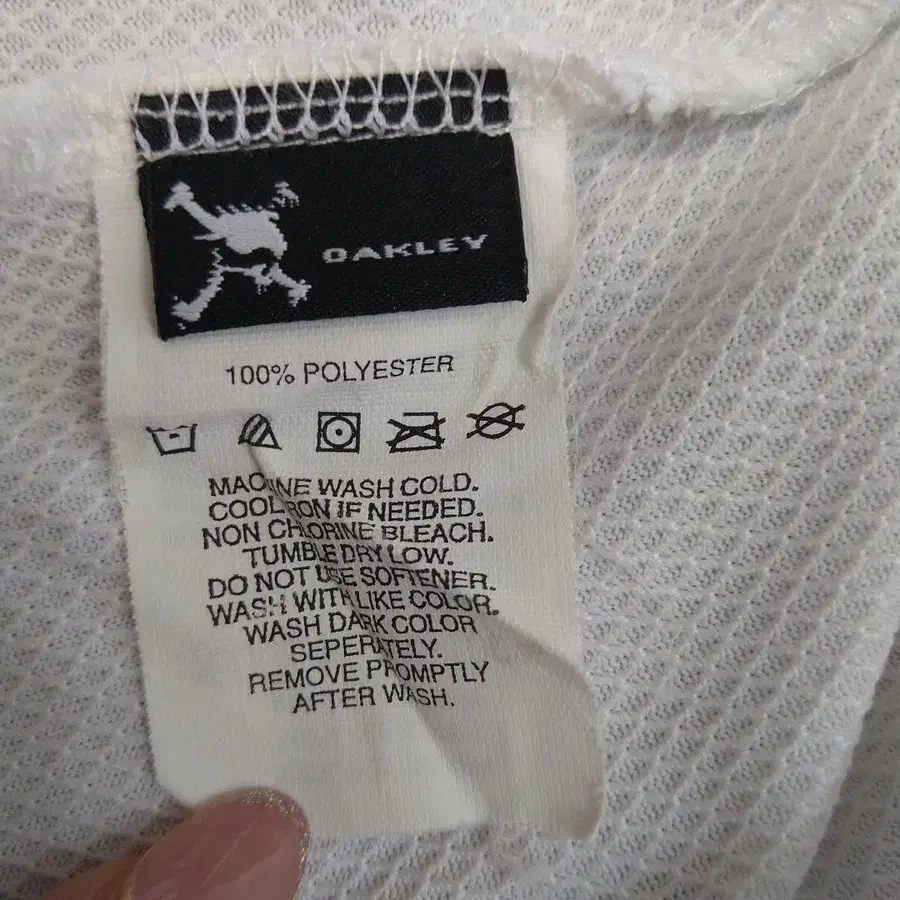 OAKLEY
100% POLYESTER
MACHINE WASH COLD.
COOL IRON IF NEEDED.
NON CHLORINE BLEACH.
TUMBLE DRY LOW.
DO NOT USE SOFTENER.
WASH WITH LIKE COLOR.
WASH DARK COLOR
SEPERATELY.
REMOVE PROMPTLY
AFTER WASH.